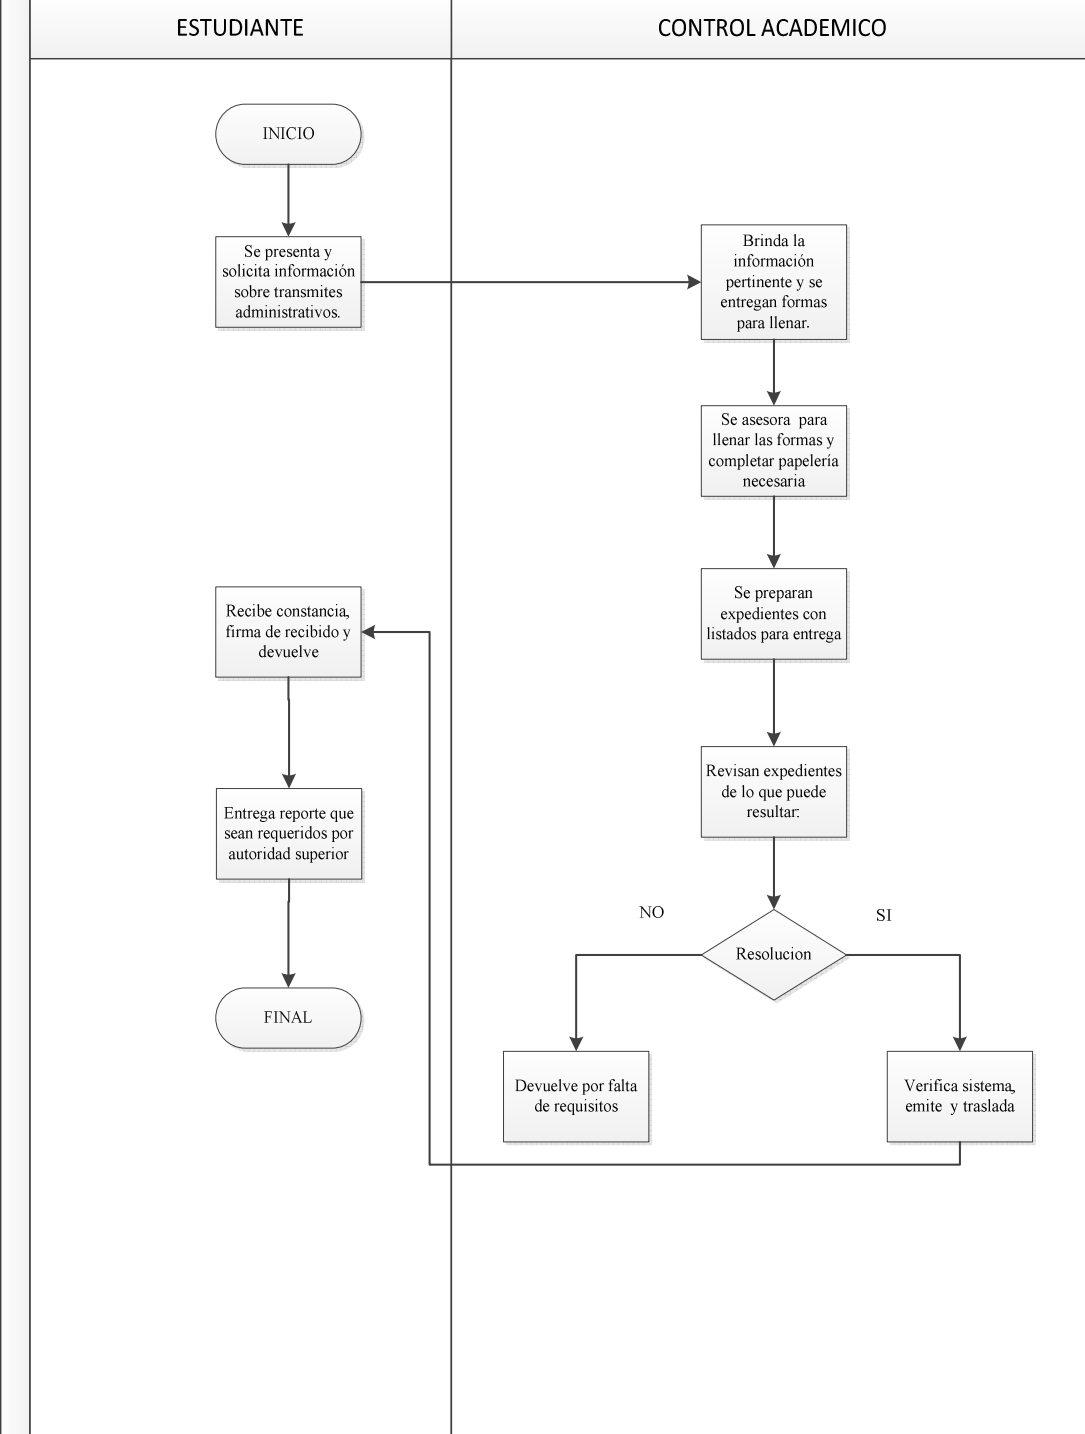 ESTUDIANTE
CONTROL ACADEMICO
INICIO
Se presenta y
solicita información
sobre transmites
administrativos.
Brinda la
información
pertinente y se
entregan formas
para llenar.
Se asesora  para
llenar las formas y
completar papelería
necesaria
Se preparan
expedientes con
listados para entrega
Recibe constancia,
firma de recibido y
devuelve
Revisan expedientes
de lo que puede
resultar:
Entrega reporte que
sean requeridos por
autoridad superior
NO
SI
Resolucion
FINAL
Devuelve por falta
de requisitos
Verifica sistema,
emite  y traslada